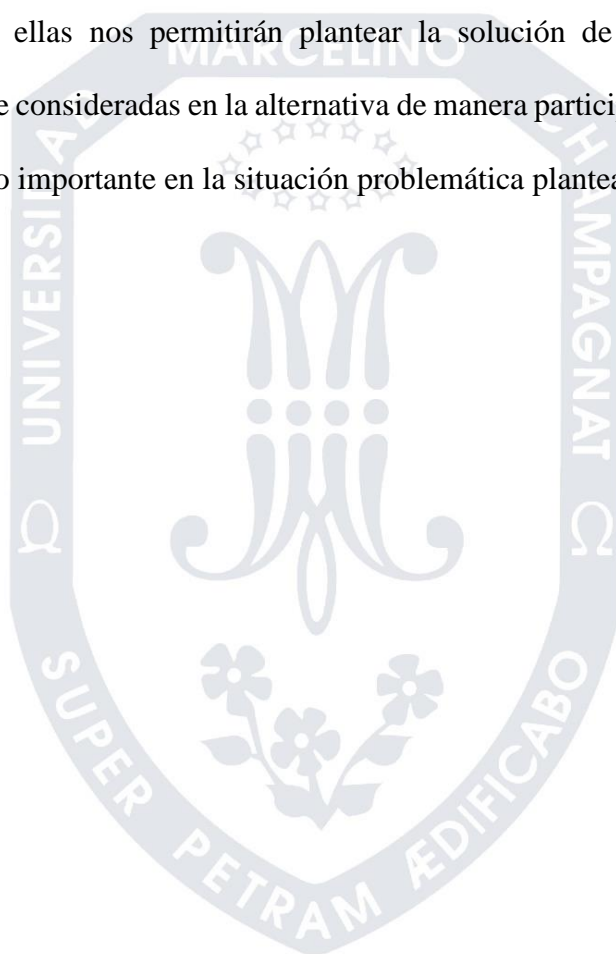 ellas nos permitirán plantear la solución de
e consideradas en la alternativa de manera partici
o importante en la situación problemática plantea
UNIVERSIDAD MARCELINO CHAMPAGNAT
SUPER PETRAM ÆDIFICABO